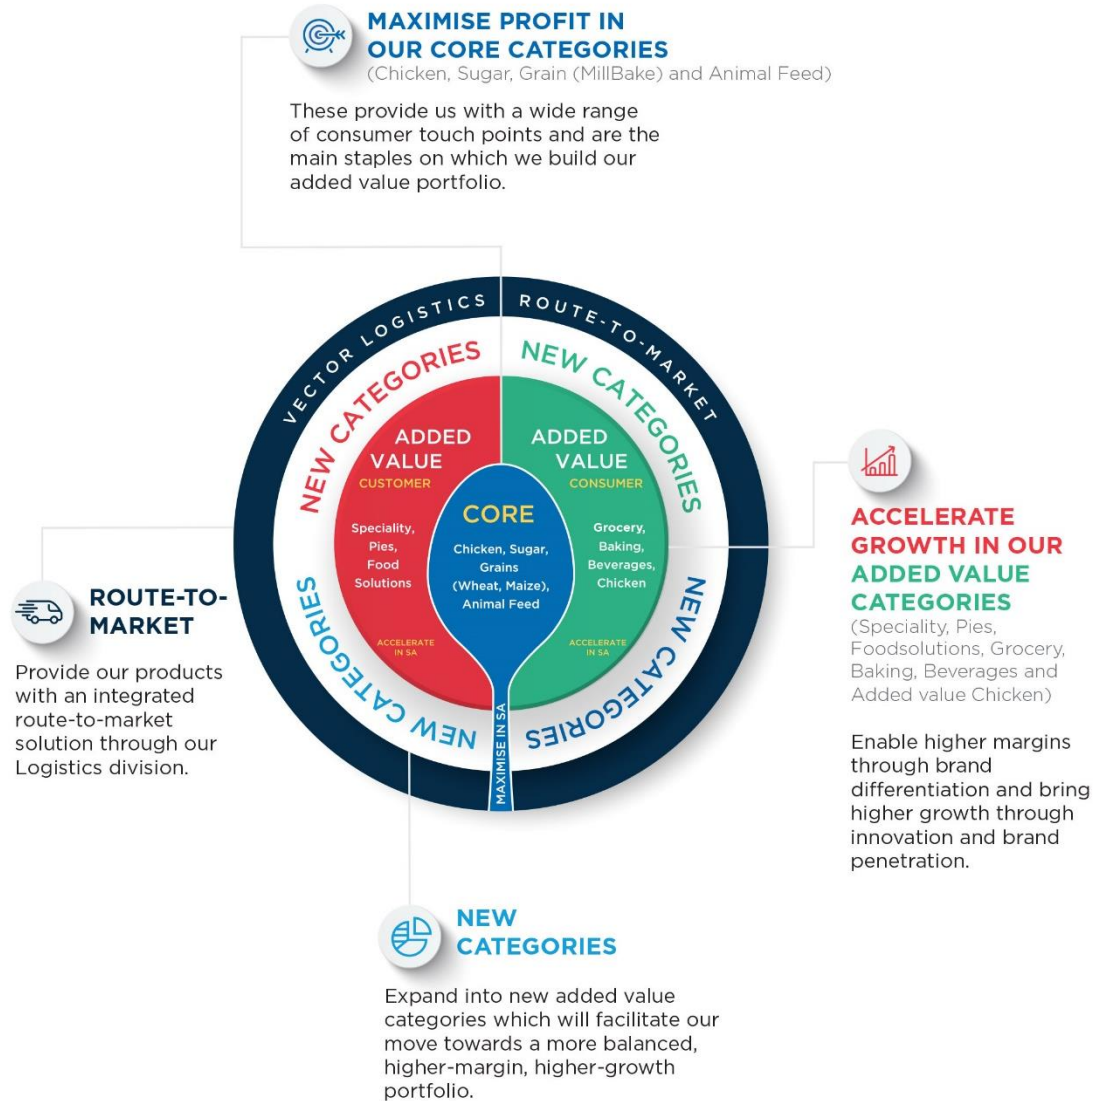 MAXIMISE PROFIT IN
OUR CORE CATEGORIES
(Chicken, Sugar, Grain (MillBake) and Animal Feed)
These provide us with a wide range
of consumer touch points and are the
main staples on which we build our
added value portfolio.
VECTOR LOGISTICS
ROUTE-TO-MARKET
NEW CATEGORIES
NEW CATEGORIES
ADDED
VALUE
CUSTOMER
Speciality,
Pies,
Food
Solutions
ACCELERATE
IN SA
ADDED
VALUE
CONSUMER
Grocery,
Baking,
Beverages,
Chicken
ACCELERATE
IN SA
CORE
Chicken, Sugar,
Grains
(Wheat, Maize),
Animal Feed
MAXIMISE IN SA
NEW CATEGORIES
NEW CATEGORIES
ROUTE-TO-
MARKET
Provide our products
with an integrated
route-to-market
solution through our
Logistics division.
ACCELERATE
GROWTH IN OUR
ADDED VALUE
CATEGORIES
(Speciality, Pies,
Foodsolutions, Grocery,
Baking, Beverages and
Added value Chicken)
Enable higher margins
through brand
differentiation and bring
higher growth through
innovation and brand
penetration.
NEW
CATEGORIES
Expand into new added value
categories which will facilitate our
move towards a more balanced,
higher-margin, higher-growth
portfolio.